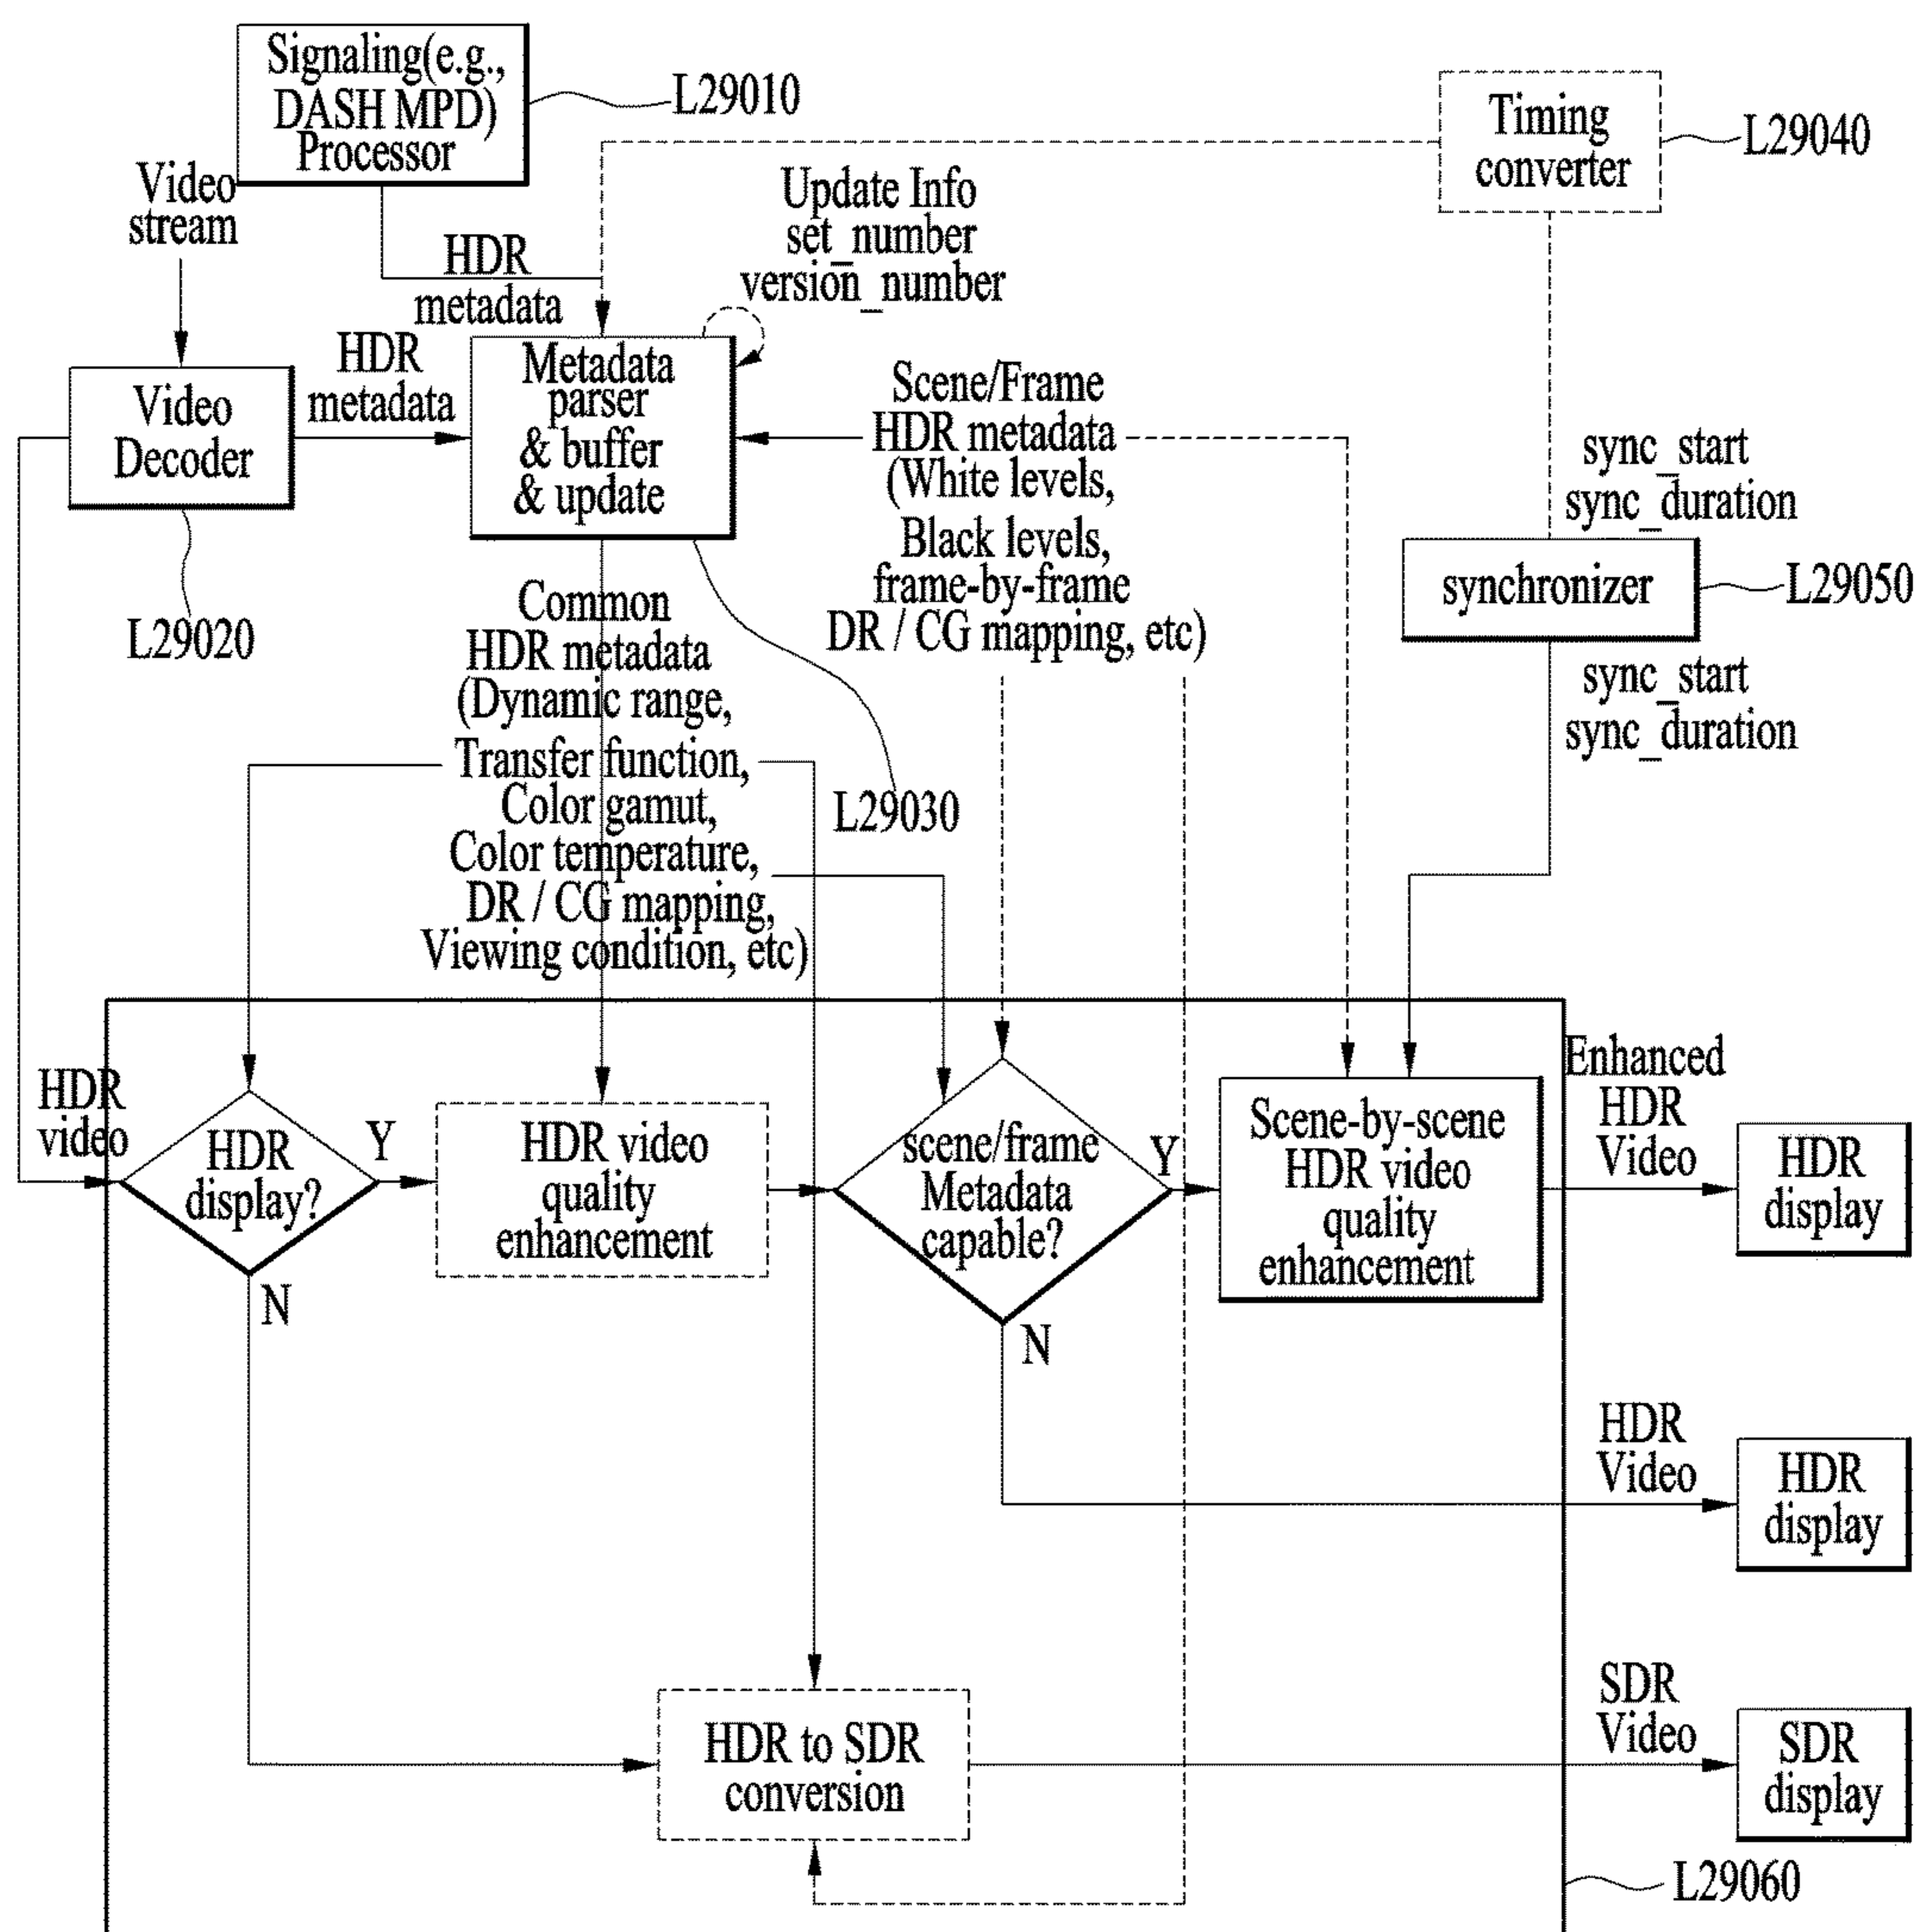 Signaling(e.g.,
DASH MPD)
Processor
L29010
Timing
converter
L29040
Video
stream
HDR
metadata
Update Info
set_number
version_number
Video
Decoder
L29020
HDR
metadata
Metadata
parser
& buffer
& update
L29030
Scene/Frame
HDR metadata
(White levels,
Black levels,
frame-by-frame
DR / CG mapping, etc)
sync_start
sync_duration
synchronizer
L29050
sync_start
sync_duration
Common
HDR metadata
(Dynamic range,
Transfer function,
Color gamut,
Color temperature,
DR / CG mapping,
Viewing condition, etc)
HDR
video
HDR
display?
Y
N
HDR video
quality
enhancement
scene/frame
Metadata
capable?
Y
N
Scene-by-scene
HDR video
quality
enhancement
Enhanced
HDR
Video
HDR
display
HDR
Video
HDR
display
HDR to SDR
conversion
SDR
Video
SDR
display
L29060